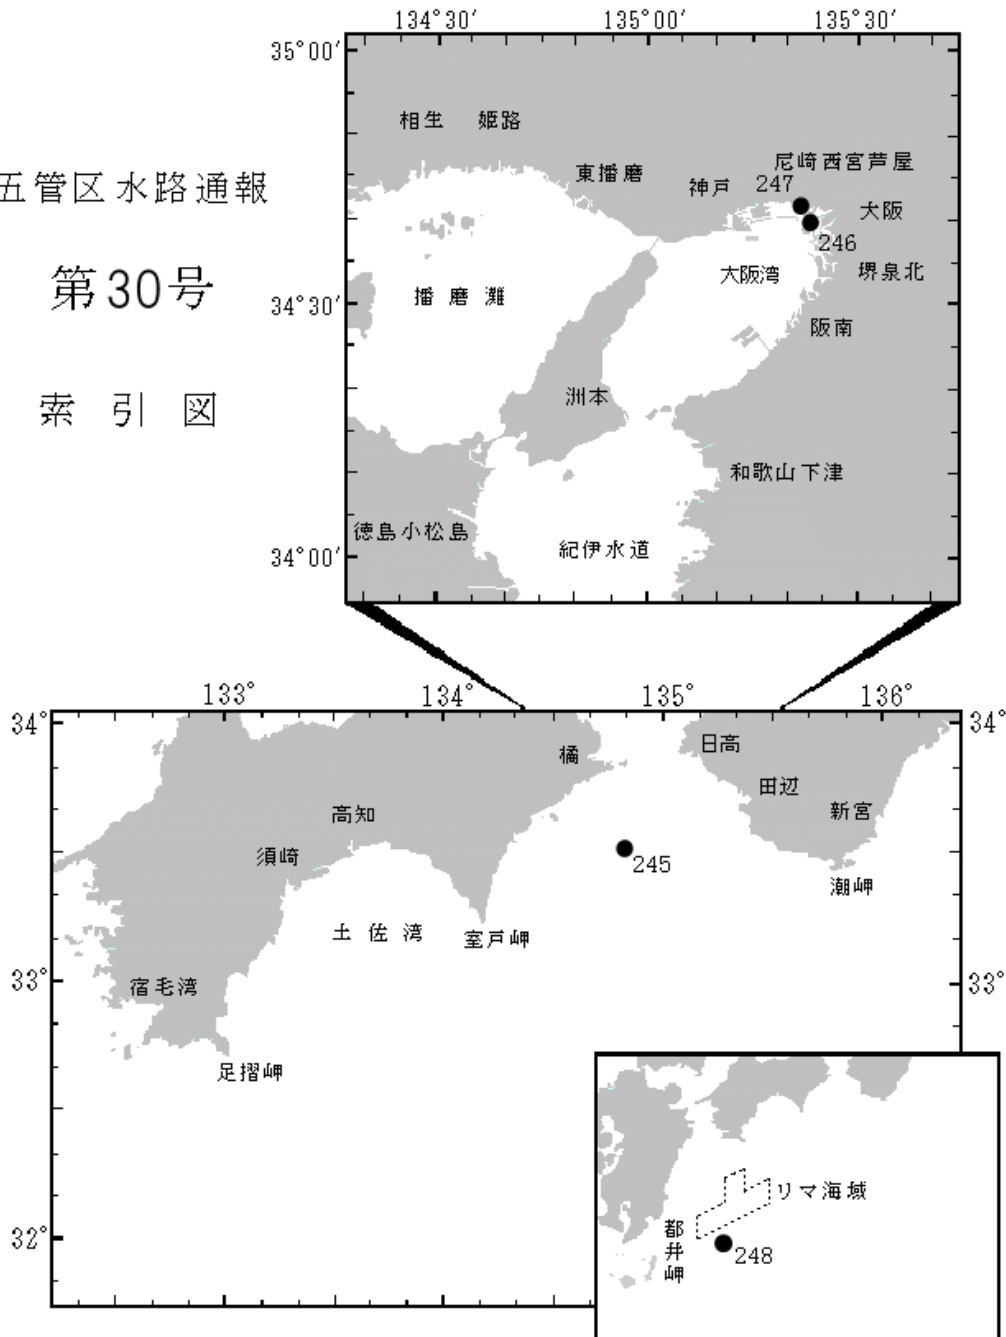 五管区水路通報
第30号
索引図
134°30′ 135°00′ 135°30′
35°00′
相生 姫路
東播磨
神戸
尼崎西宮芦屋
247
大阪
246
大阪湾
堺泉北
播磨灘
34°30′
阪南
洲本
和歌山下津
徳島小松島
紀伊水道
34°00′
133° 134° 135° 136°
34° 34°
橘
日高
田辺
新宮
高知
須崎
245
潮岬
土佐湾
室戸岬
33° 33°
宿毛湾
足摺岬
32°
リマ海域
都井岬
248